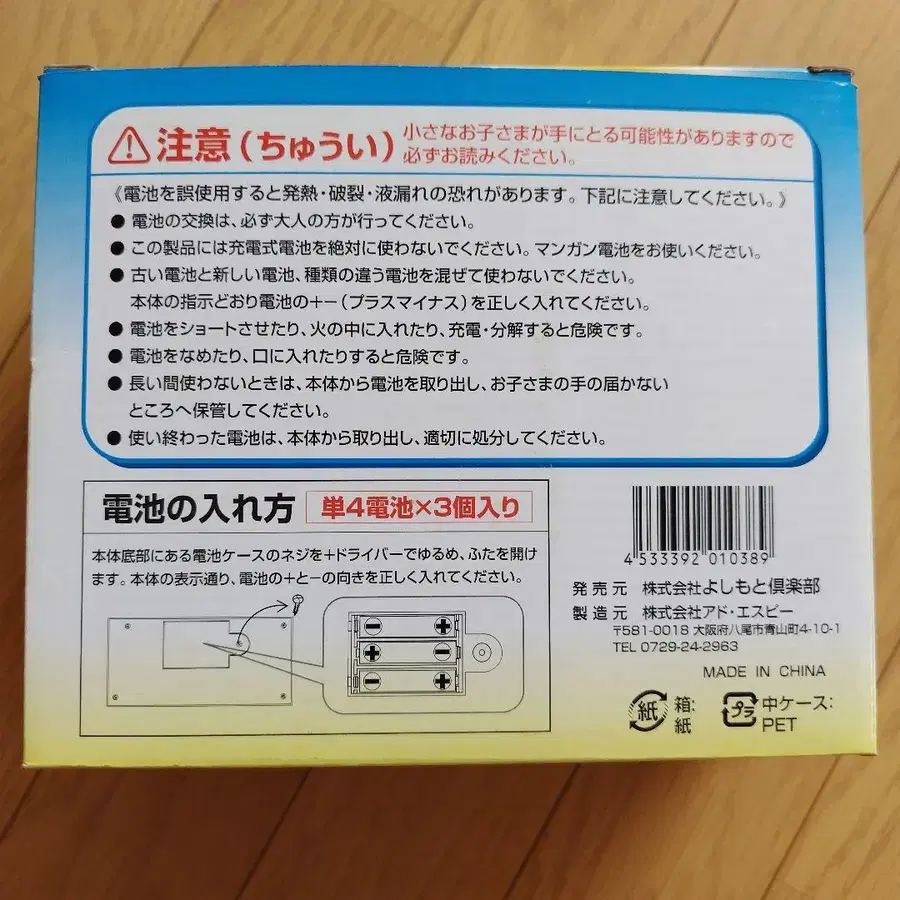 注意(ちゅうい) 小さなお子さまが手にとる可能性がありますので
必ずお読みください。
《電池を誤使用すると発熱・破裂・液漏れの恐れがあります。下記に注意してください。》
● 電池の交換は、必ず大人の方が行ってください。
● この製品には充電式電池を絶対に使わないでください。マンガン電池をお使いください。
● 古い電池と新しい電池、種類の違う電池を混ぜて使わないでください。
本体の指示どおり電池の+-(プラスマイナス)を正しく入れてください。
● 電池をショートさせたり、火の中に入れたり、充電・分解すると危険です。
● 電池をなめたり、口に入れたりすると危険です。
● 長い間使わないときは、本体から電池を取り出し、お子さまの手の届かない
ところへ保管してください。
● 使い終わった電池は、本体から取り出し、適切に処分してください。
電池の入れ方 単4電池×3個入り
本体底部にある電池ケースのネジを+ドライバーでゆるめ、ふたを開け
ます。本体の表示通り、電池の+と-の向きを正しく入れてください。
4 533392 010389
発売元 株式会社よしもと倶楽部
製造元 株式会社アド・エスピー
〒581-0018 大阪府八尾市青山町4-10-1
TEL 0729-24-2963
MADE IN CHINA
紙 箱:
紙
プラ 中ケース:
PET